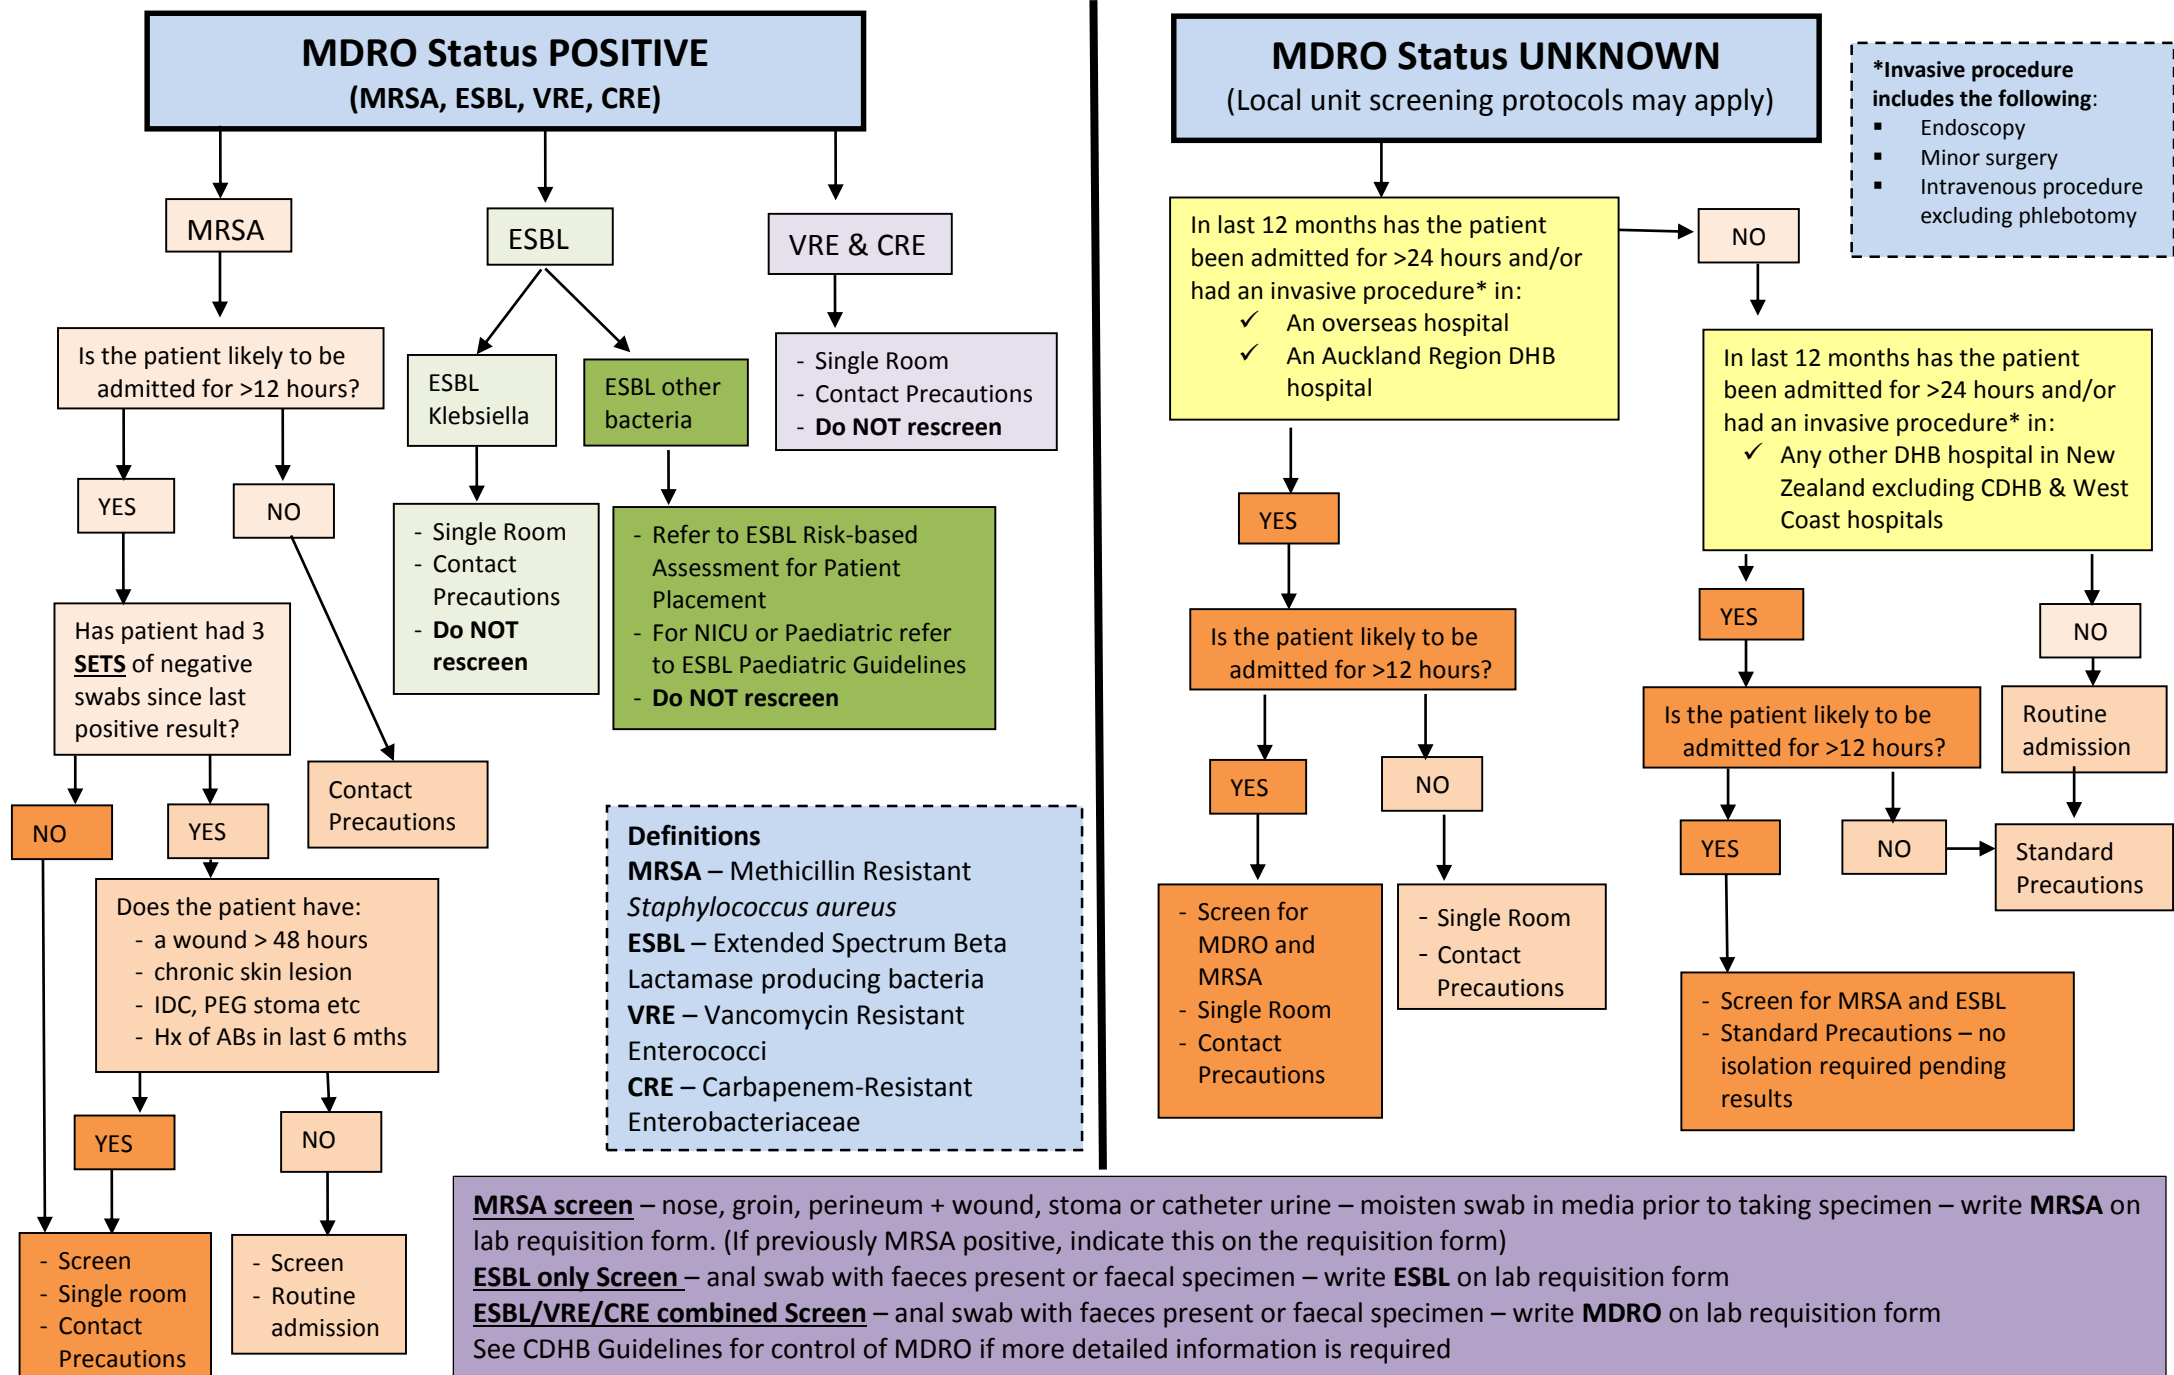 MDRO Status POSITIVE
(MRSA, ESBL, VRE, CRE)
MRSA
ESBL
VRE & CRE
Is the patient likely to be
admitted for >12 hours?
ESBL
Klebsiella
ESBL other
bacteria
- Single Room
- Contact Precautions
- Do NOT rescreen
YES
NO
- Single Room
- Contact
Precautions
- Do NOT
rescreen
- Refer to ESBL Risk-based
Assessment for Patient
Placement
- For NICU or Paediatric refer
to ESBL Paediatric Guidelines
- Do NOT rescreen
Has patient had 3
SETS of negative
swabs since last
positive result?
Contact
Precautions
NO
YES
Does the patient have:
- a wound > 48 hours
- chronic skin lesion
- IDC, PEG stoma etc
- Hx of ABs in last 6 mths
YES
NO
- Screen
- Single room
- Contact
Precautions
- Screen
- Routine
admission
Definitions
MRSA – Methicillin Resistant
Staphylococcus aureus
ESBL – Extended Spectrum Beta
Lactamase producing bacteria
VRE – Vancomycin Resistant
Enterococci
CRE – Carbapenem-Resistant
Enterobacteriaceae
MDRO Status UNKNOWN
(Local unit screening protocols may apply)
*Invasive procedure
includes the following:
▪ Endoscopy
▪ Minor surgery
▪ Intravenous procedure
excluding phlebotomy
In last 12 months has the patient
been admitted for >24 hours and/or
had an invasive procedure* in:
✓ An overseas hospital
✓ An Auckland Region DHB
hospital
NO
In last 12 months has the patient
been admitted for >24 hours and/or
had an invasive procedure* in:
✓ Any other DHB hospital in New
Zealand excluding CDHB & West
Coast hospitals
YES
Is the patient likely to be
admitted for >12 hours?
YES
NO
- Screen for
MDRO and
MRSA
- Single Room
- Contact
Precautions
- Single Room
- Contact
Precautions
YES
NO
Is the patient likely to be
admitted for >12 hours?
Routine
admission
YES
NO
Standard
Precautions
- Screen for MRSA and ESBL
- Standard Precautions – no
isolation required pending
results
MRSA screen – nose, groin, perineum + wound, stoma or catheter urine – moisten swab in media prior to taking specimen – write MRSA on
lab requisition form. (If previously MRSA positive, indicate this on the requisition form)
ESBL only Screen – anal swab with faeces present or faecal specimen – write ESBL on lab requisition form
ESBL/VRE/CRE combined Screen – anal swab with faeces present or faecal specimen – write MDRO on lab requisition form
See CDHB Guidelines for control of MDRO if more detailed information is required